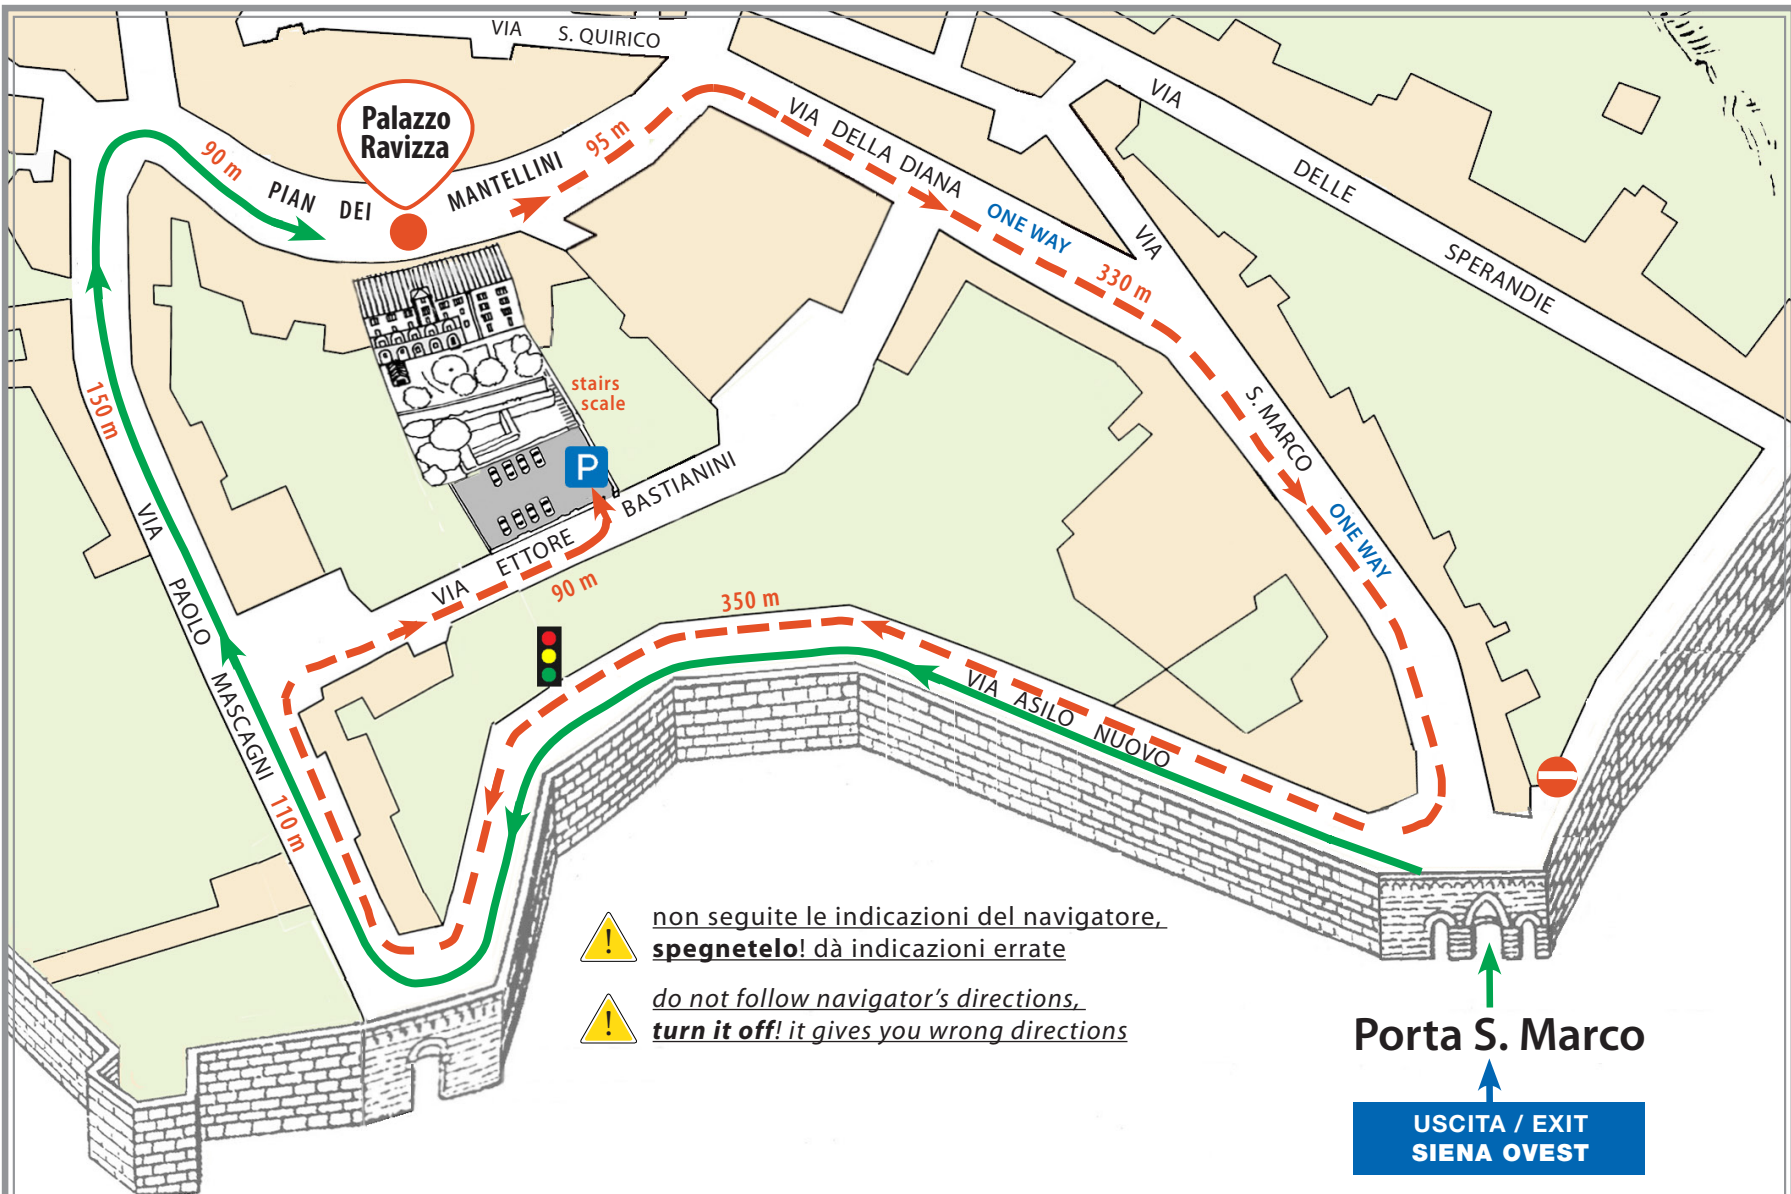 VIA S. QUIRICO
Palazzo
Ravizza
90 m
PIAN DEI MANTELLINI
95 m
VIA DELLA DIANA
ONE WAY
330 m
VIA DELLE SPERANDIE
VIA S. MARCO
ONE WAY
stairs
scale
P
150 m
VIA PAOLO MASCAGNI
110 m
VIA ETTORE BASTIANINI
90 m
350 m
VIA ASILO NUOVO
!
non seguite le indicazioni del navigatore,
spegnetelo! dà indicazioni errate
!
do not follow navigator's directions,
turn it off! it gives you wrong directions
Porta S. Marco
USCITA / EXIT
SIENA OVEST